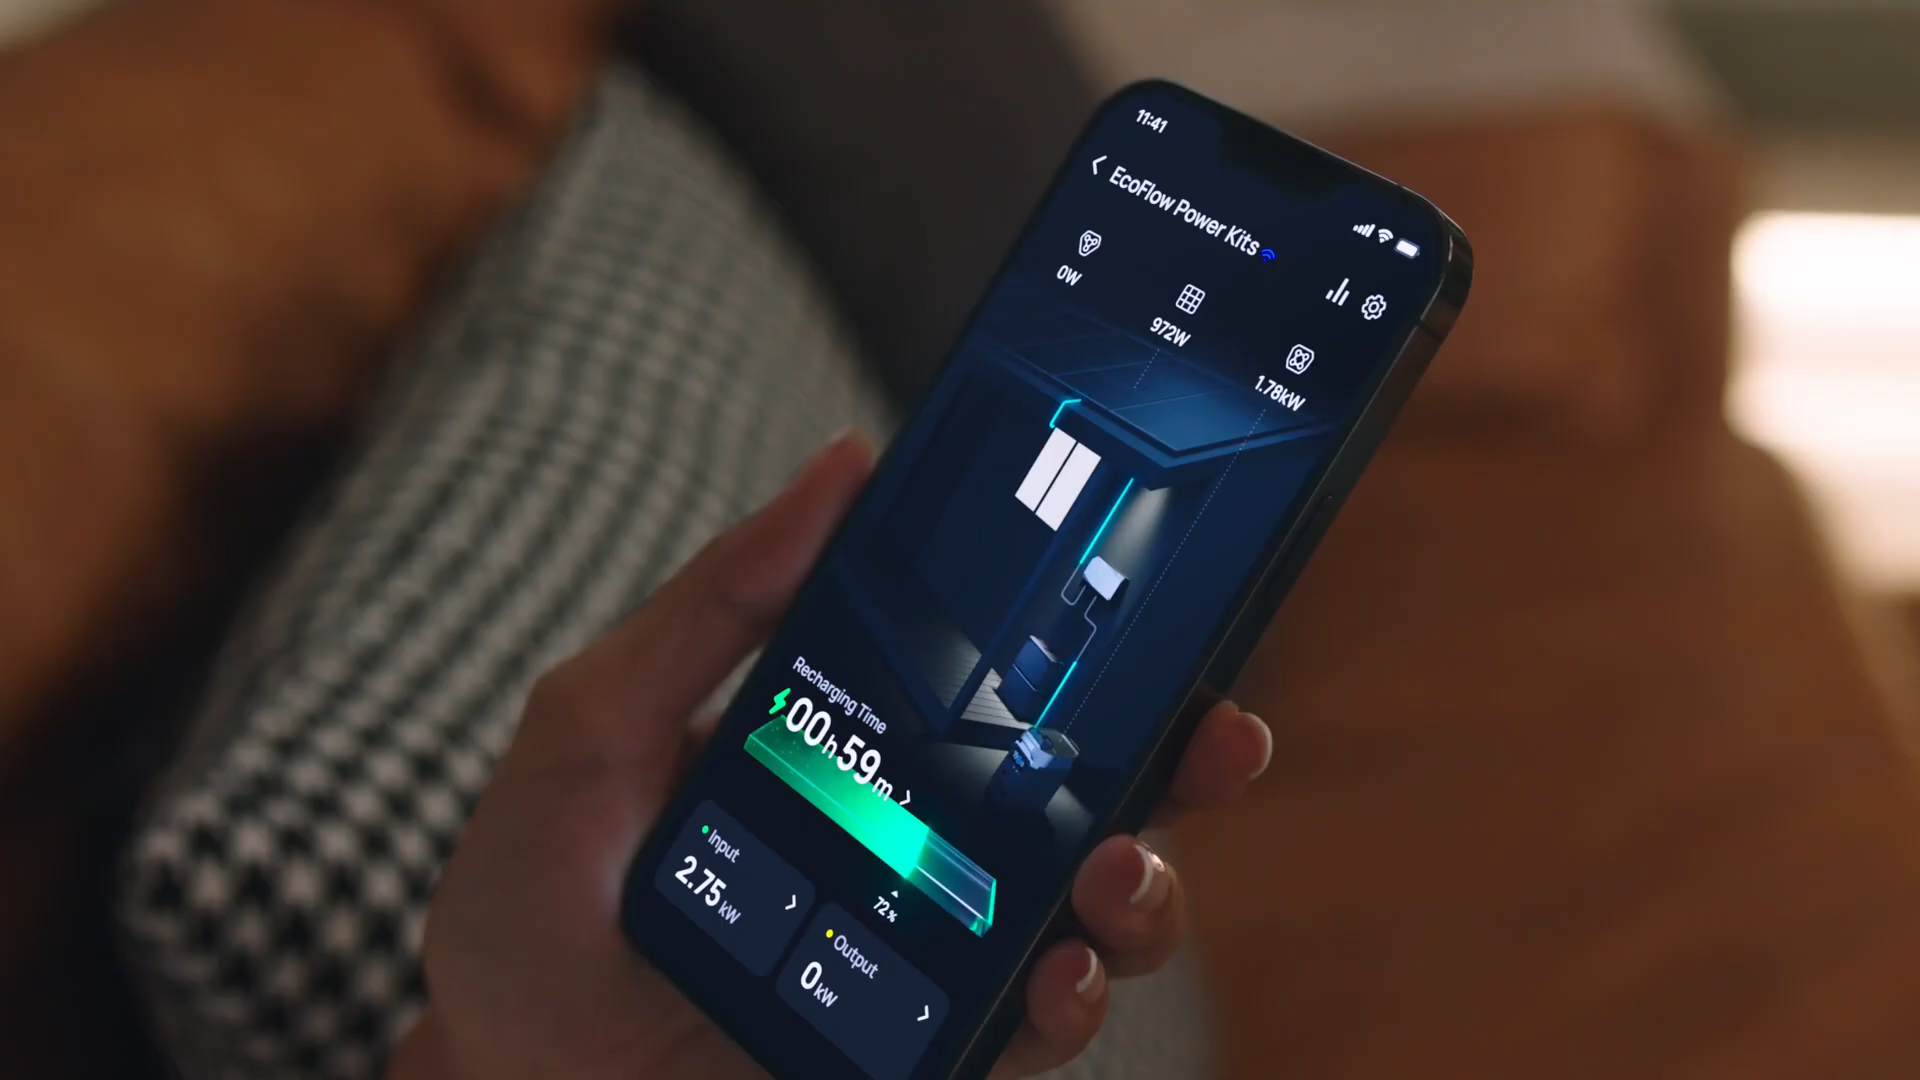 11:41
EcoFlow Power Kits
0W
972W
1.78kW
Recharging Time
00h59m
72%
Input
2.75kW
Output
0kW